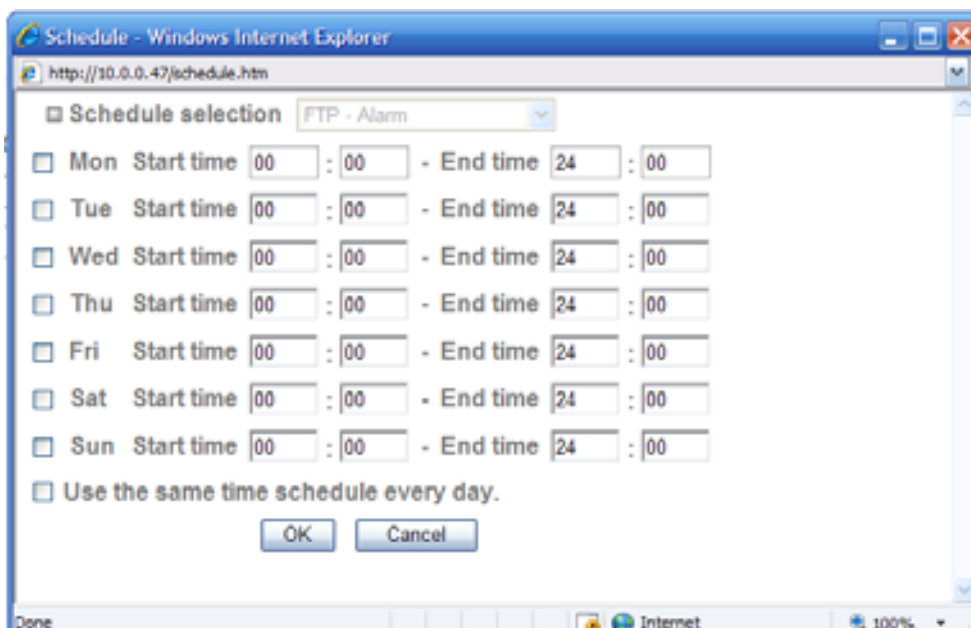 Schedule - Windows Internet Explorer
http://10.0.0.47/schedule.htm
Schedule selection FTP - Alarm
Mon Start time 00 : 00 - End time 24 : 00
Tue Start time 00 : 00 - End time 24 : 00
Wed Start time 00 : 00 - End time 24 : 00
Thu Start time 00 : 00 - End time 24 : 00
Fri Start time 00 : 00 - End time 24 : 00
Sat Start time 00 : 00 - End time 24 : 00
Sun Start time 00 : 00 - End time 24 : 00
Use the same time schedule every day.
OK Cancel
Done Internet 100%